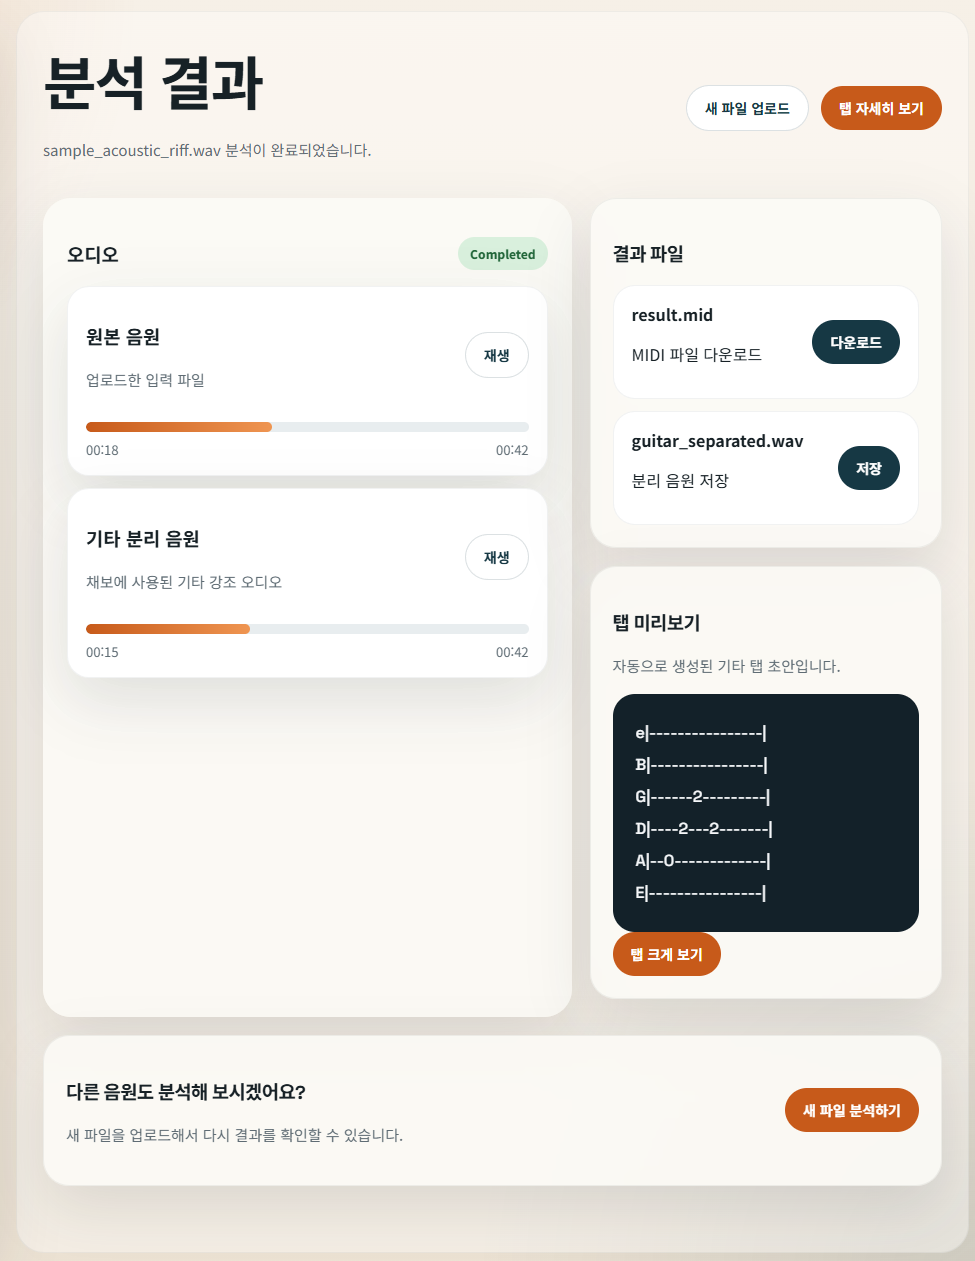 분석 결과
sample_acoustic_riff.wav 분석이 완료되었습니다.
새 파일 업로드
탭 자세히 보기
오디오
Completed
원본 음원
업로드한 입력 파일
재생
00:18
00:42
기타 분리 음원
채보에 사용된 기타 강조 오디오
재생
00:15
00:42
결과 파일
result.mid
MIDI 파일 다운로드
다운로드
guitar_separated.wav
분리 음원 저장
저장
탭 미리보기
자동으로 생성된 기타 탭 초안입니다.
e|----------------|
B|----------------|
G|------2---------|
D|----2---2-------|
A|--0-------------|
E|----------------|
탭 크게 보기
다른 음원도 분석해 보시겠어요?
새 파일을 업로드해서 다시 결과를 확인할 수 있습니다.
새 파일 분석하기